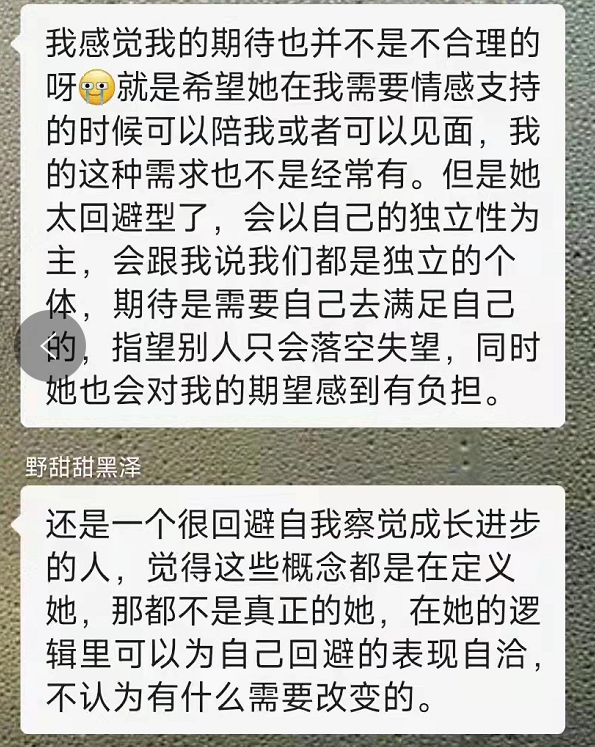 我感觉我的期待也并不是不合理的
呀😢就是希望她在我需要情感支持
的时候可以陪我或者可以见面，我
的这种需求也不是经常有。但是她
太回避型了，会以自己的独立性为
主，会跟我说我们都是独立的个
体，期待是需要自己去满足自己
的，指望别人只会落空失望，同时
她也会对我的期望感到有负担。
野甜甜黑泽
还是一个很回避自我察觉成长进步
的人，觉得这些概念都是在定义
她，那都不是真正的她，在她的逻
辑里可以为自己回避的表现自洽，
不认为有什么需要改变的。